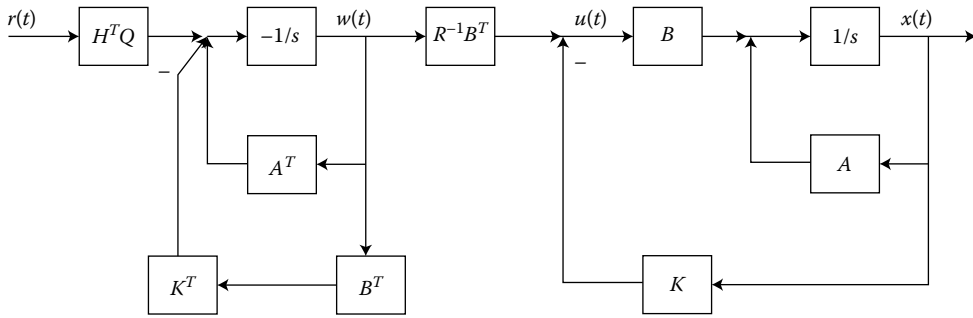 r(t)
H^T Q
−
−1/s
w(t)
R^{−1}B^T
u(t)
−
B
1/s
x(t)
A^T
A
K^T
B^T
K